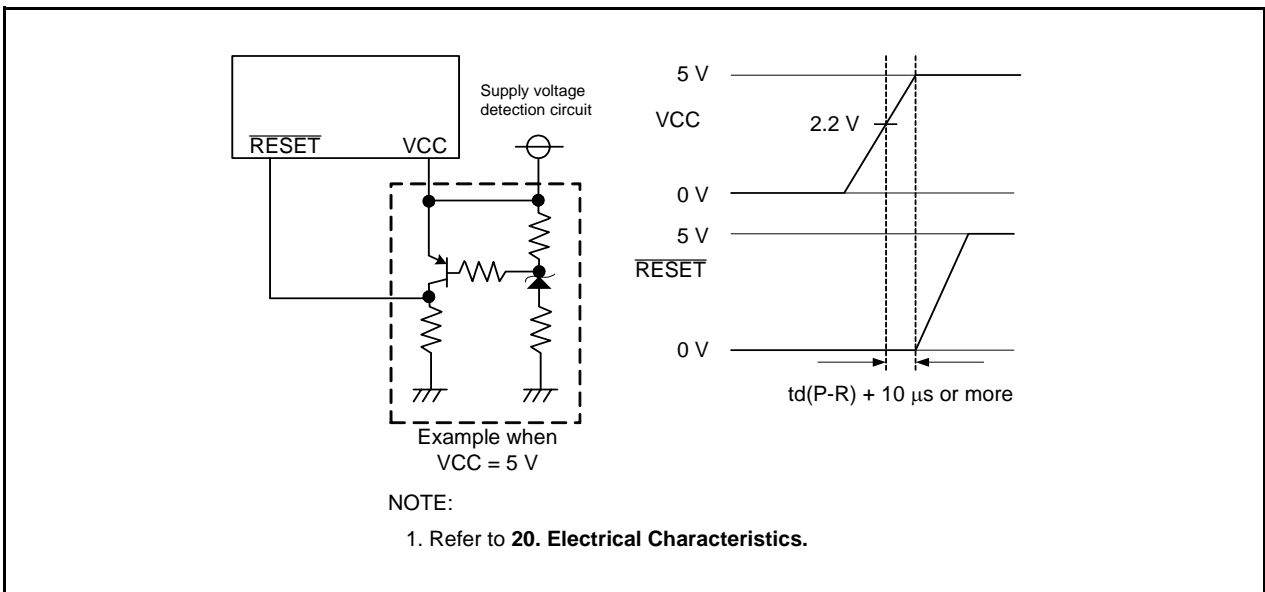 RESET
VCC
Supply voltage
detection circuit
Example when
VCC = 5 V
5 V
VCC
2.2 V
0 V
5 V
RESET
0 V
td(P-R) + 10 μs or more
NOTE:
1. Refer to 20. Electrical Characteristics.